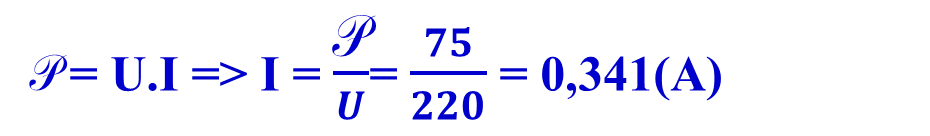 𝒫= U.I => I = 𝒫/U = 75/220 = 0,341(A)